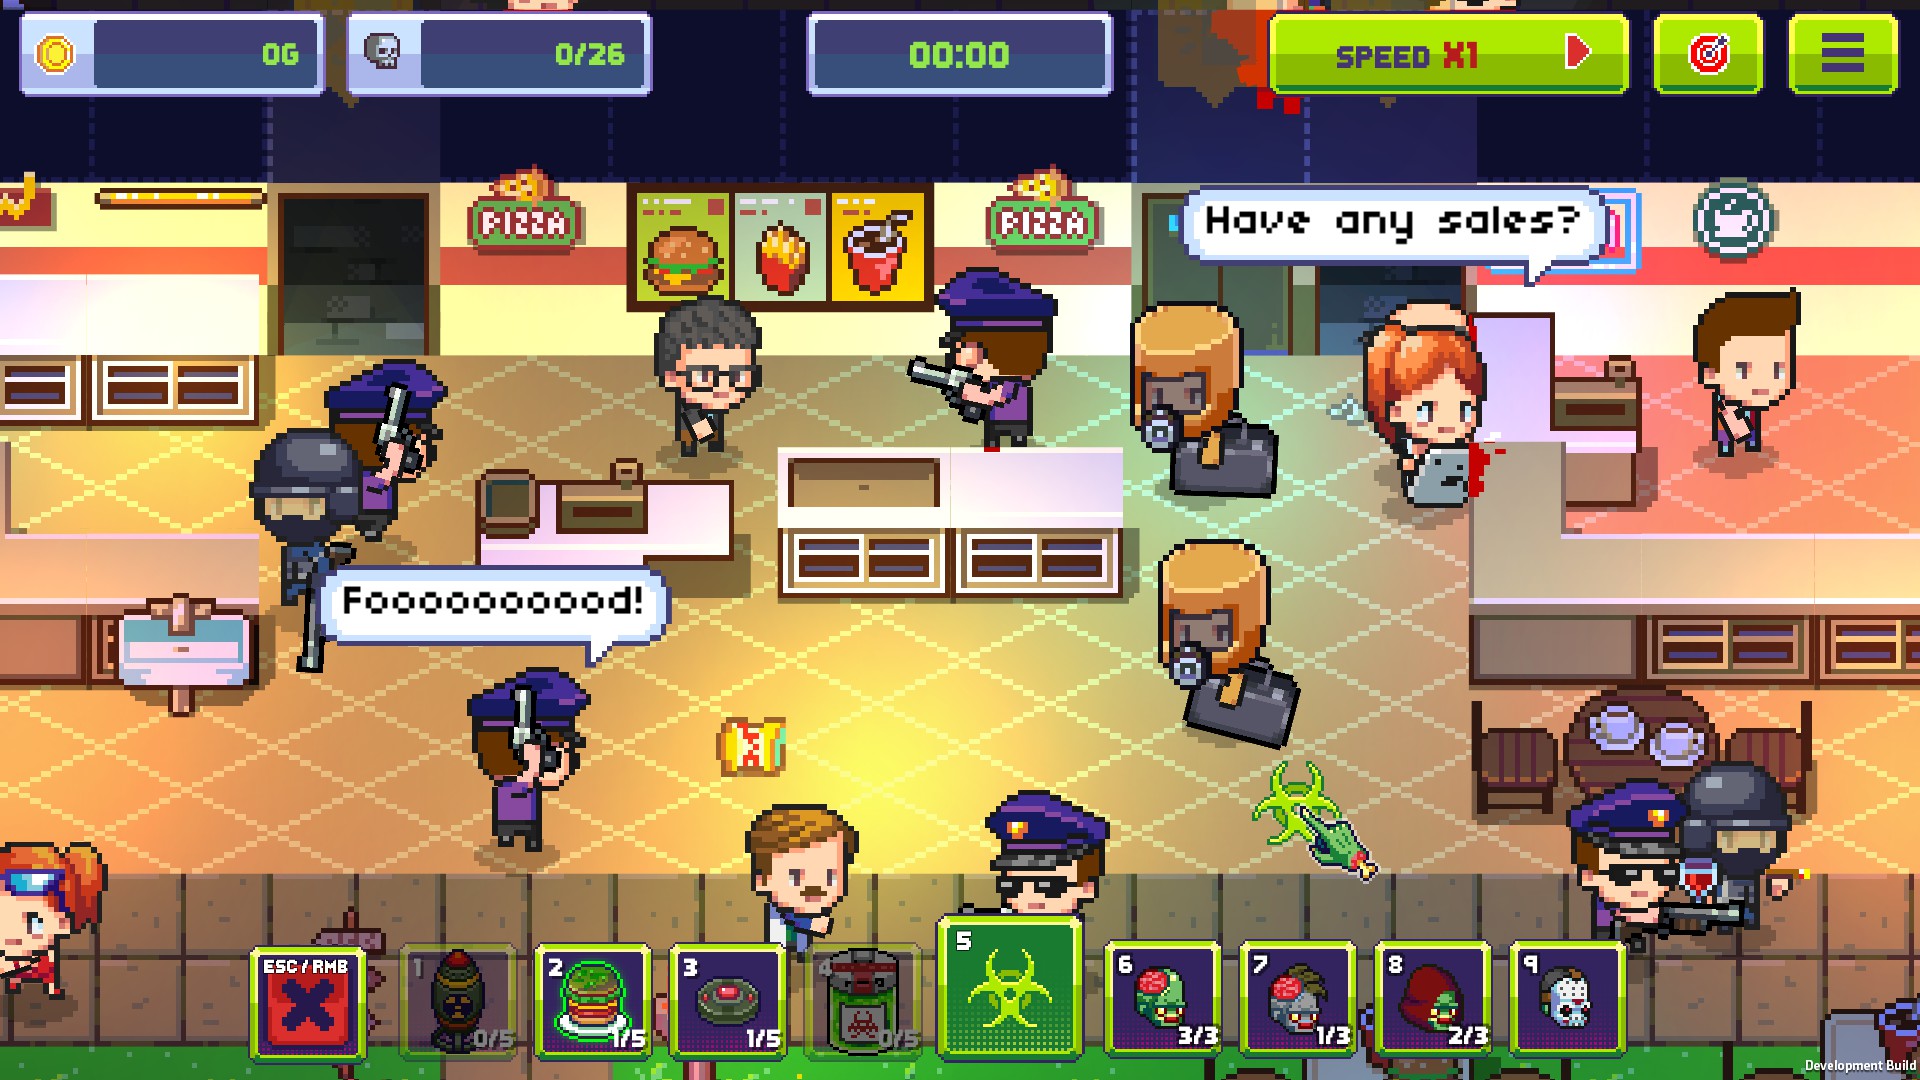 0G
0/26
00:00
SPEED X1
PIZZA
PIZZA
Have any sales?
Foooooooooood!
ESC / RMB
1
0/5
2
1/5
3
1/5
4
0/5
5
6
3/3
7
1/3
8
2/3
9
Development Build